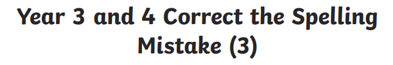 Year 3 and 4 Correct the Spelling
Mistake (3)